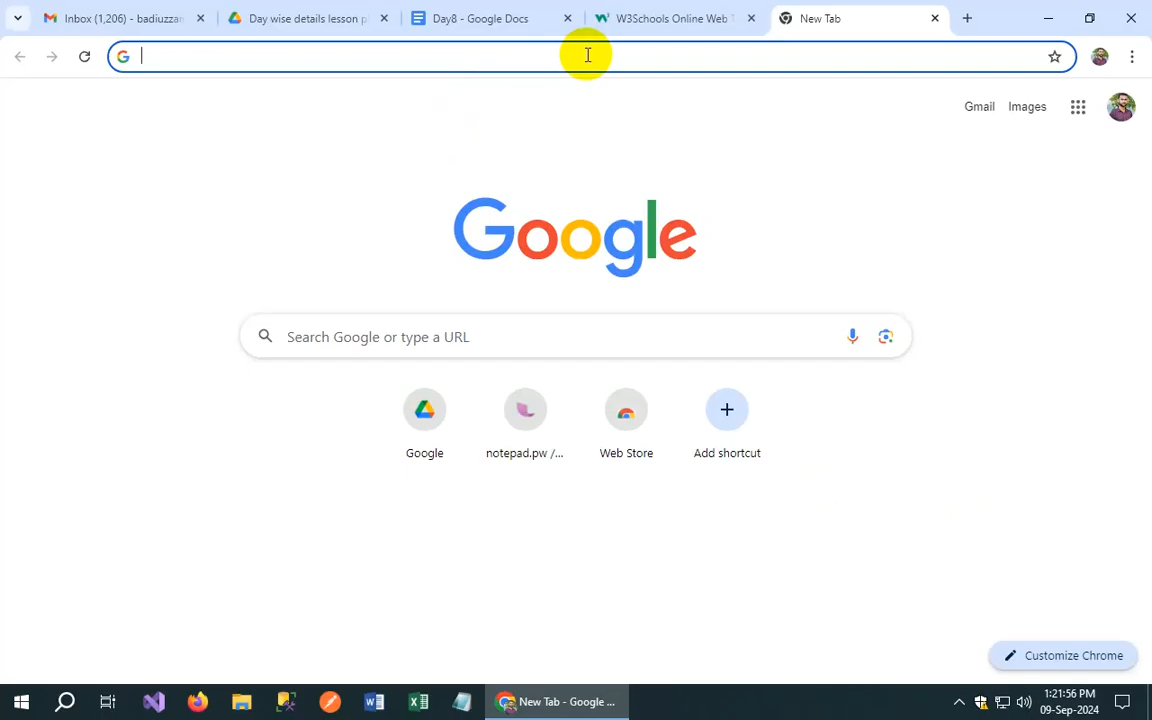 Inbox (1,206) - badiuzzan
Day wise details lesson p
Day8 - Google Docs
W3Schools Online Web T
New Tab
Gmail
Images
Google
Search Google or type a URL
Google
notepad.pw /...
Web Store
Add shortcut
Customize Chrome
New Tab - Google ...
1:21:56 PM
09-Sep-2024